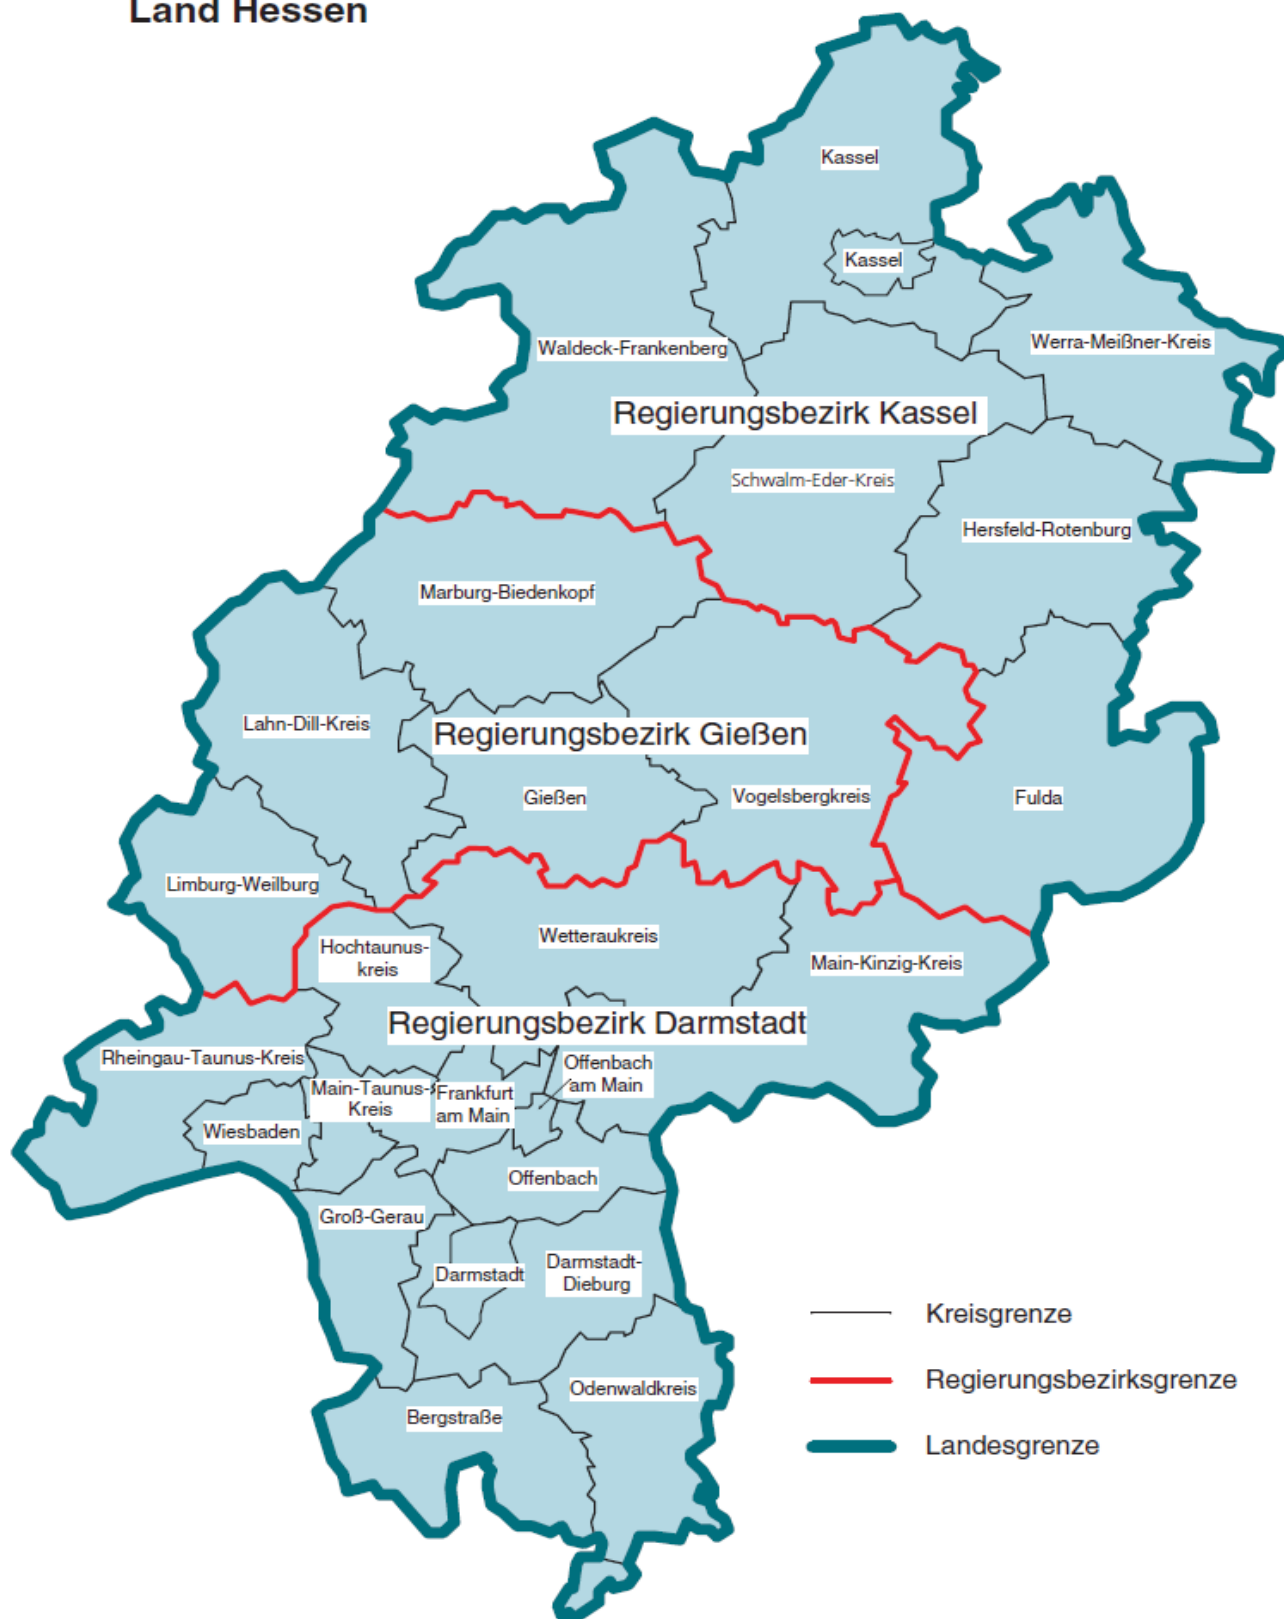 Land Hessen
Kassel
Kassel
Waldeck-Frankenberg
Werra-Meißner-Kreis
Regierungsbezirk Kassel
Schwalm-Eder-Kreis
Hersfeld-Rotenburg
Marburg-Biedenkopf
Lahn-Dill-Kreis
Regierungsbezirk Gießen
Gießen
Vogelsbergkreis
Fulda
Limburg-Weilburg
Wetteraukreis
Hochtaunus-
kreis
Main-Kinzig-Kreis
Regierungsbezirk Darmstadt
Rheingau-Taunus-Kreis
Offenbach
am Main
Main-Taunus-
Kreis
Frankfurt
am Main
Wiesbaden
Offenbach
Groß-Gerau
Darmstadt
Darmstadt-
Dieburg
Odenwaldkreis
Bergstraße
Kreisgrenze
Regierungsbezirksgrenze
Landesgrenze